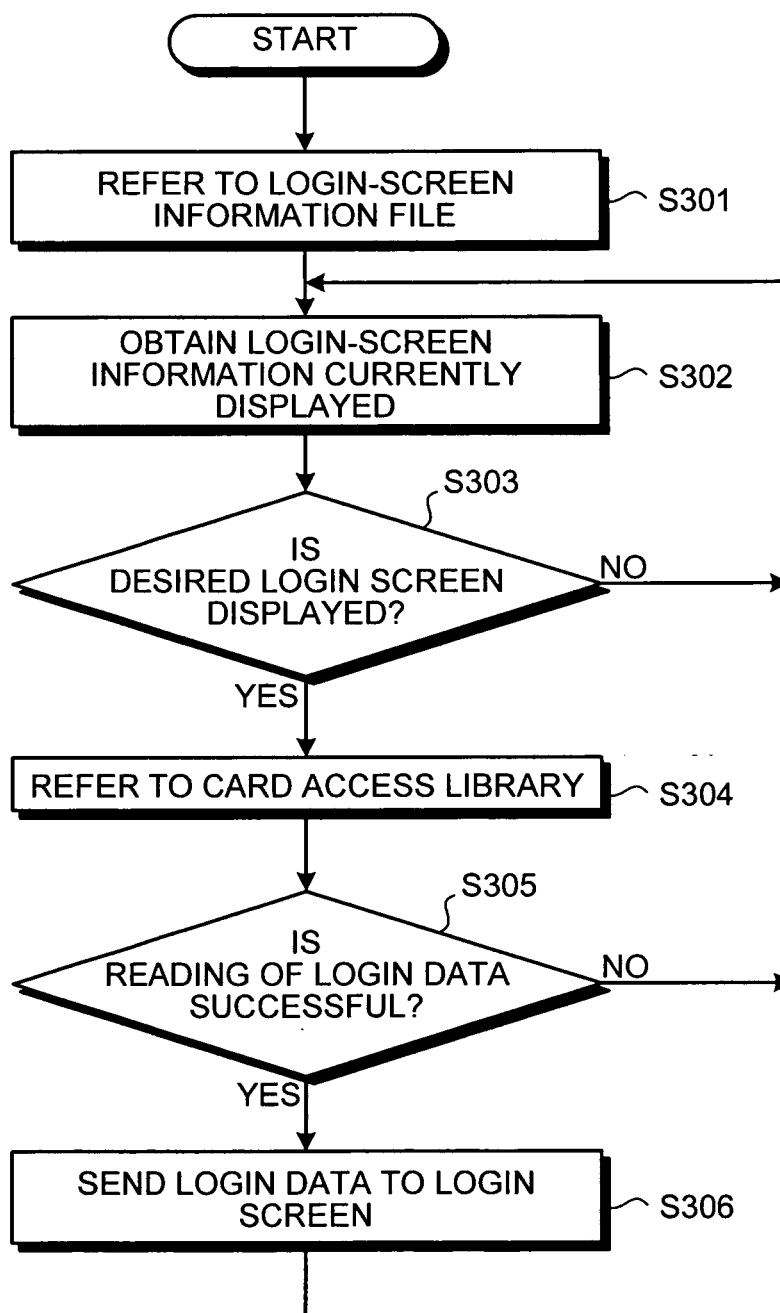 START
REFER TO LOGIN-SCREEN
INFORMATION FILE
S301
OBTAIN LOGIN-SCREEN
INFORMATION CURRENTLY
DISPLAYED
S302
S303
IS
DESIRED LOGIN SCREEN
DISPLAYED?
NO
YES
REFER TO CARD ACCESS LIBRARY
S304
S305
IS
READING OF LOGIN DATA
SUCCESSFUL?
NO
YES
SEND LOGIN DATA TO LOGIN
SCREEN
S306